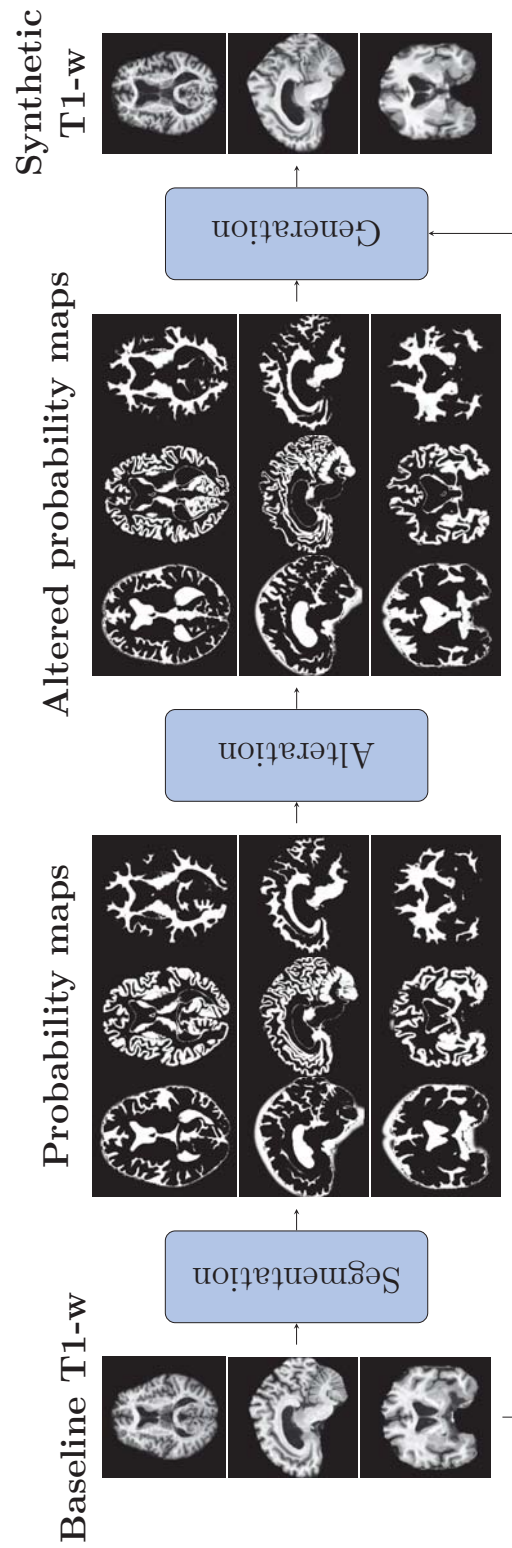 Baseline T1-w
Segmentation
Probability maps
Alteration
Altered probability maps
Generation
Synthetic
T1-w